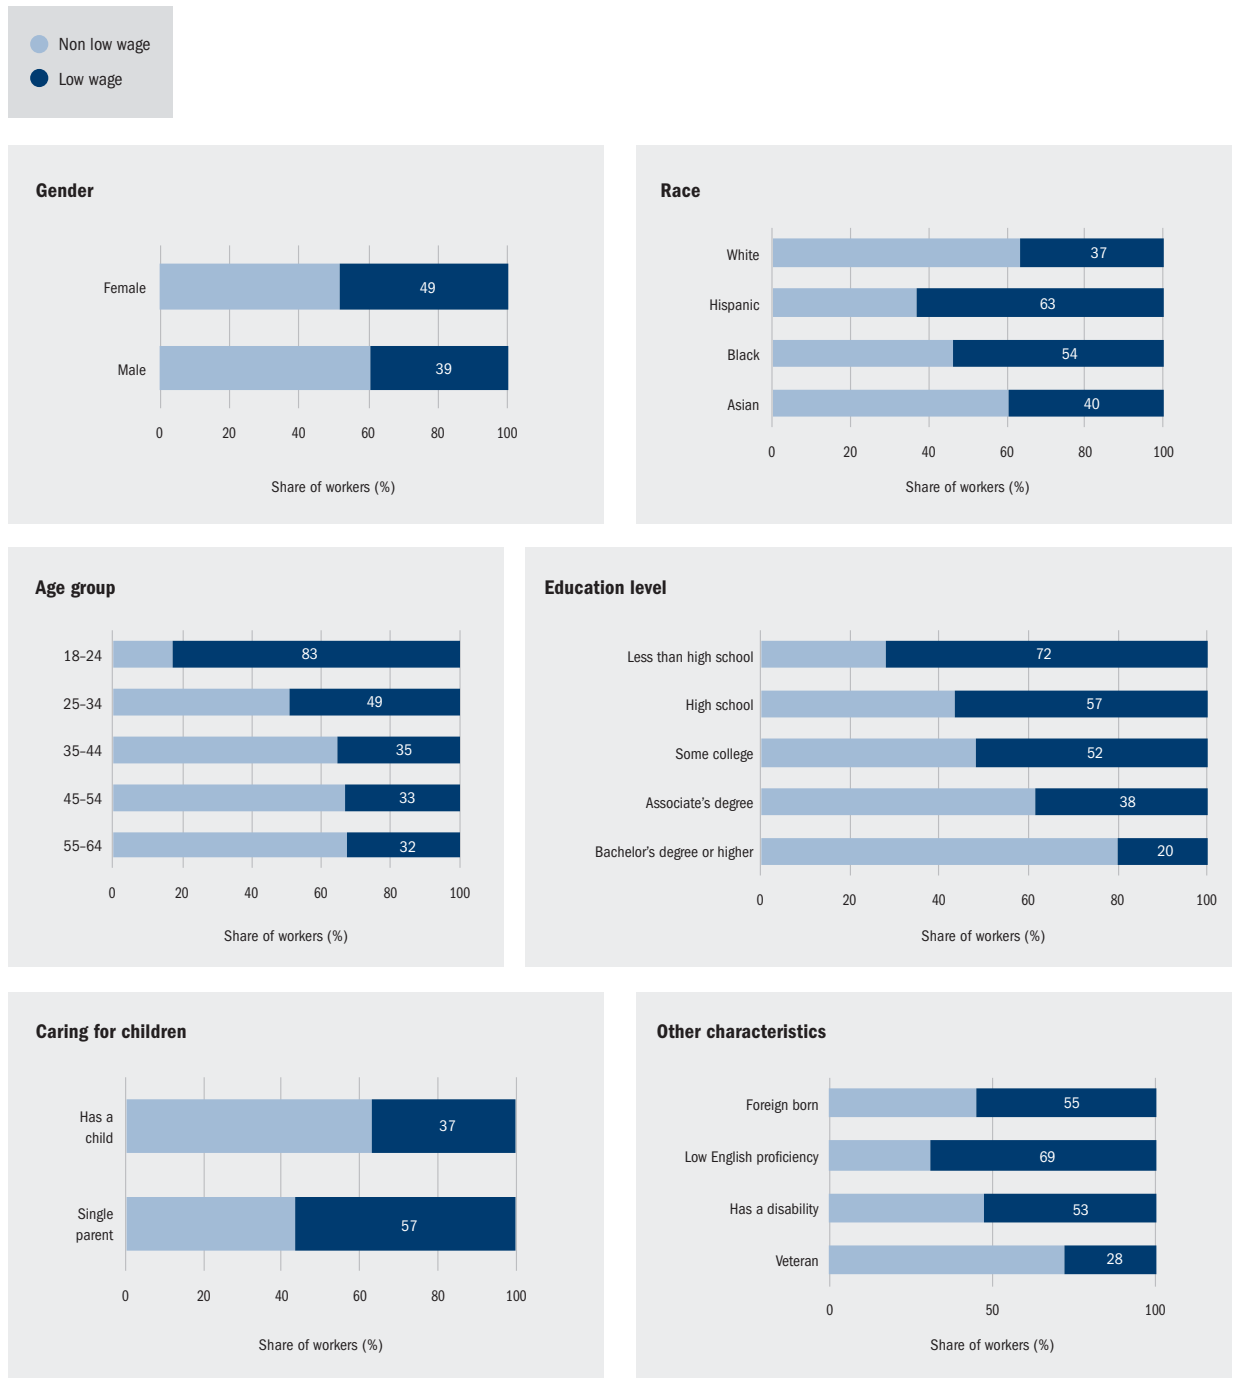 Non low wage
Low wage
Gender
Female
49
Male
39
0 20 40 60 80 100
Share of workers (%)
Race
White
37
Hispanic
63
Black
54
Asian
40
0 20 40 60 80 100
Share of workers (%)
Age group
18–24
83
25–34
49
35–44
35
45–54
33
55–64
32
0 20 40 60 80 100
Share of workers (%)
Education level
Less than high school
72
High school
57
Some college
52
Associate’s degree
38
Bachelor’s degree or higher
20
0 20 40 60 80 100
Share of workers (%)
Caring for children
Has a
child
37
Single
parent
57
0 20 40 60 80 100
Share of workers (%)
Other characteristics
Foreign born
55
Low English proficiency
69
Has a disability
53
Veteran
28
0 50 100
Share of workers (%)